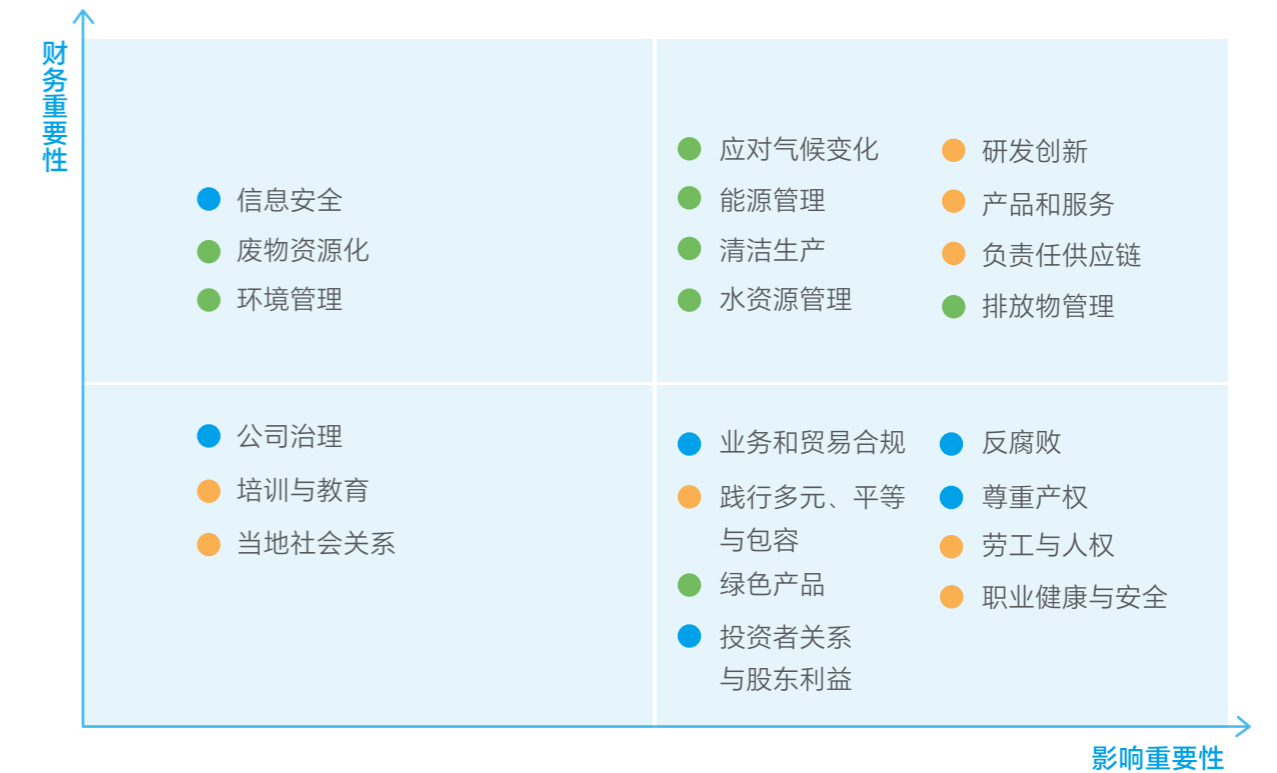 财务重要性
信息安全
废物资源化
环境管理
应对气候变化
能源管理
清洁生产
水资源管理
研发创新
产品和服务
负责任供应链
排放物管理
公司治理
培训与教育
当地社会关系
业务和贸易合规
践行多元、平等
与包容
绿色产品
投资者关系
与股东利益
反腐败
尊重产权
劳工与人权
职业健康与安全
影响重要性